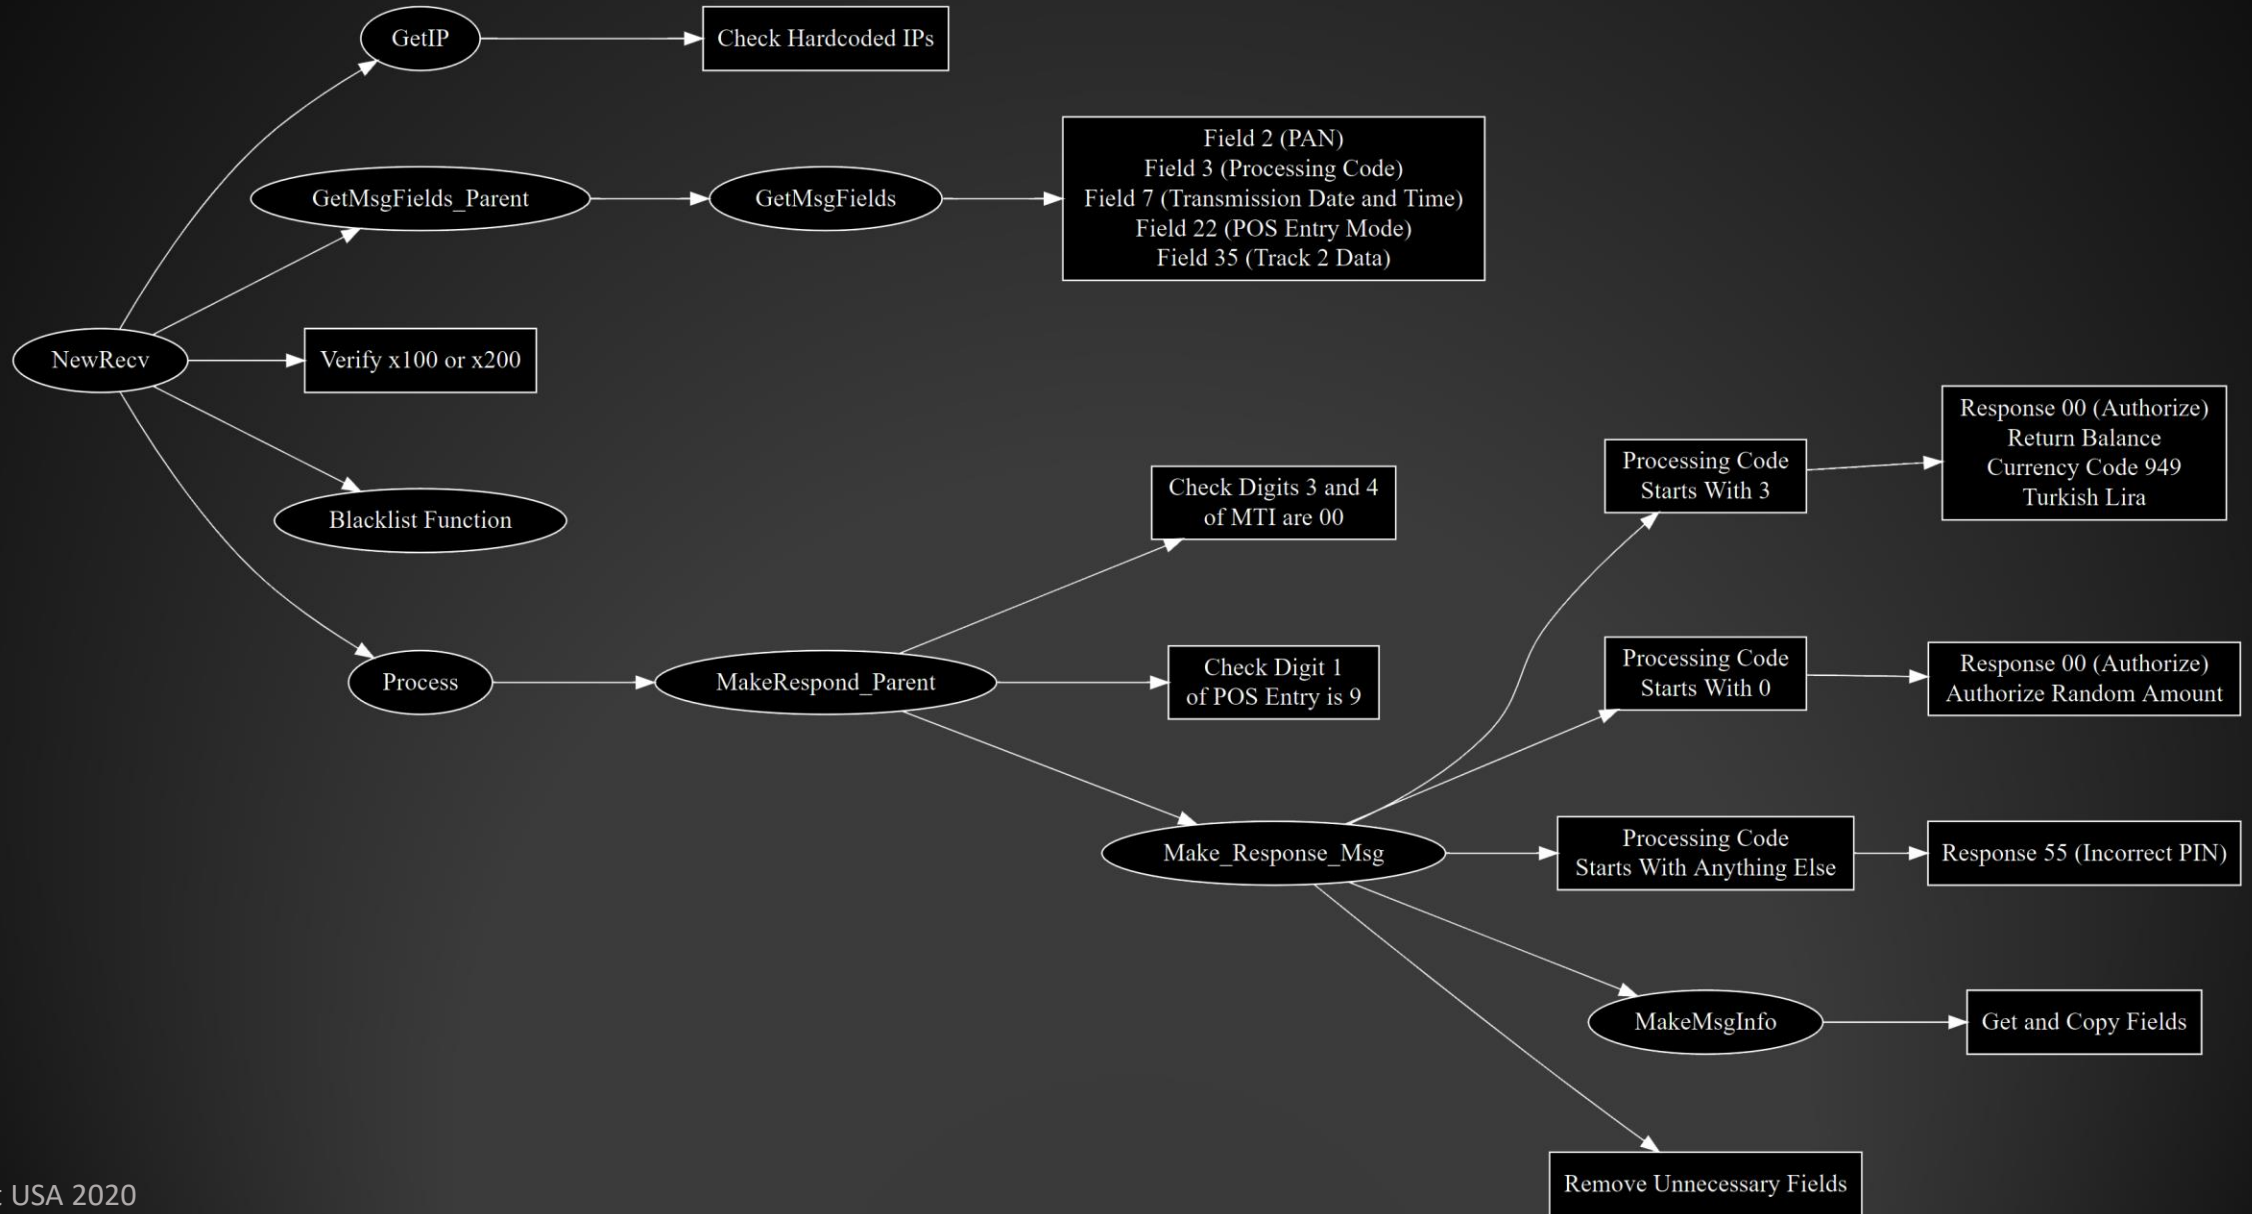 GetIP
Check Hardcoded IPs
Field 2 (PAN)
Field 3 (Processing Code)
Field 7 (Transmission Date and Time)
Field 22 (POS Entry Mode)
Field 35 (Track 2 Data)
GetMsgFields_Parent
GetMsgFields
NewRecv
Verify x100 or x200
Blacklist Function
Process
MakeRespond_Parent
Check Digits 3 and 4
of MTI are 00
Check Digit 1
of POS Entry is 9
Make_Response_Msg
Processing Code
Starts With 3
Response 00 (Authorize)
Return Balance
Currency Code 949
Turkish Lira
Processing Code
Starts With 0
Response 00 (Authorize)
Authorize Random Amount
Processing Code
Starts With Anything Else
Response 55 (Incorrect PIN)
MakeMsgInfo
Get and Copy Fields
Remove Unnecessary Fields
USA 2020